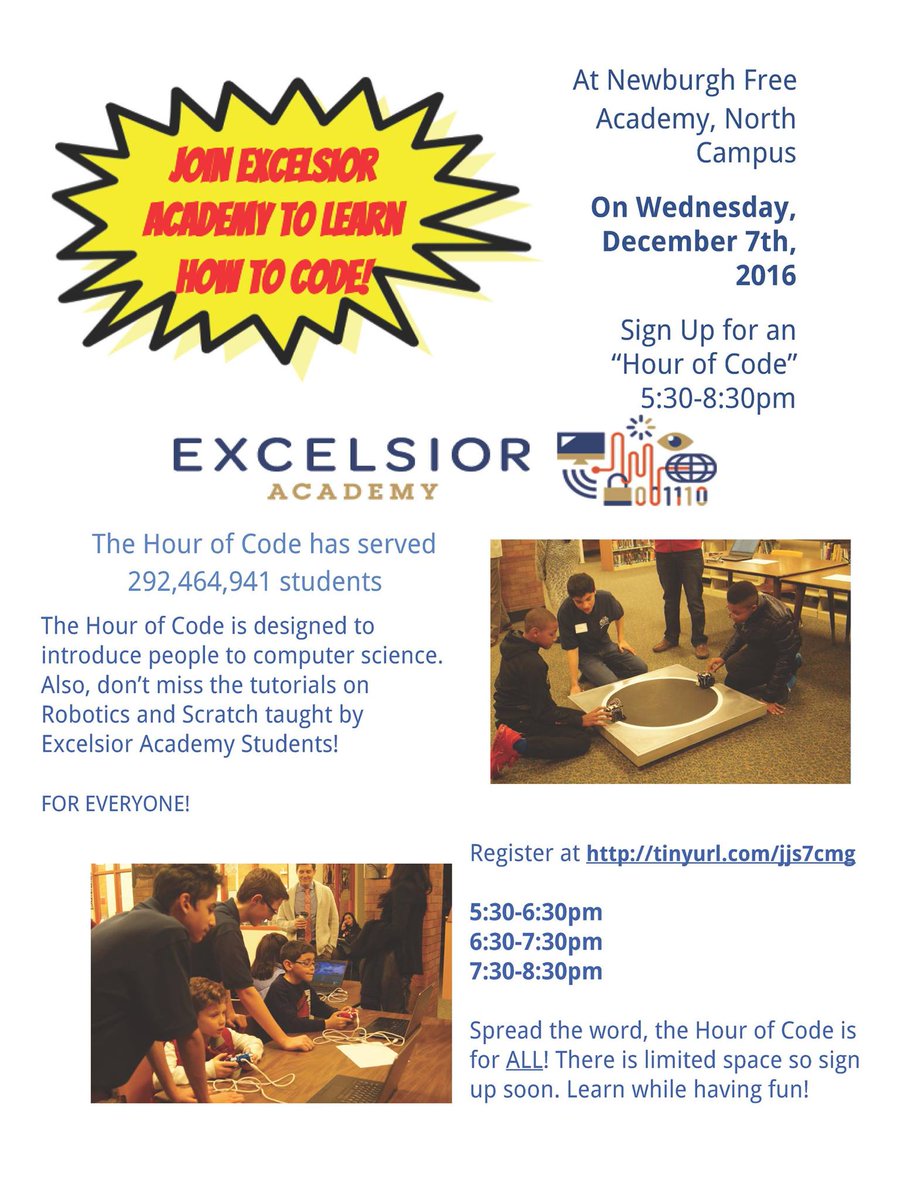 JOIN EXCELSIOR
ACADEMY TO LEARN
HOW TO CODE!
At Newburgh Free
Academy, North
Campus
On Wednesday,
December 7th,
2016
Sign Up for an
“Hour of Code”
5:30-8:30pm
EXCELSIOR
ACADEMY
001110
The Hour of Code has served
292,464,941 students
The Hour of Code is designed to
introduce people to computer science.
Also, don’t miss the tutorials on
Robotics and Scratch taught by
Excelsior Academy Students!
FOR EVERYONE!
Register at http://tinyurl.com/jjs7cmg
5:30-6:30pm
6:30-7:30pm
7:30-8:30pm
Spread the word, the Hour of Code is
for ALL! There is limited space so sign
up soon. Learn while having fun!